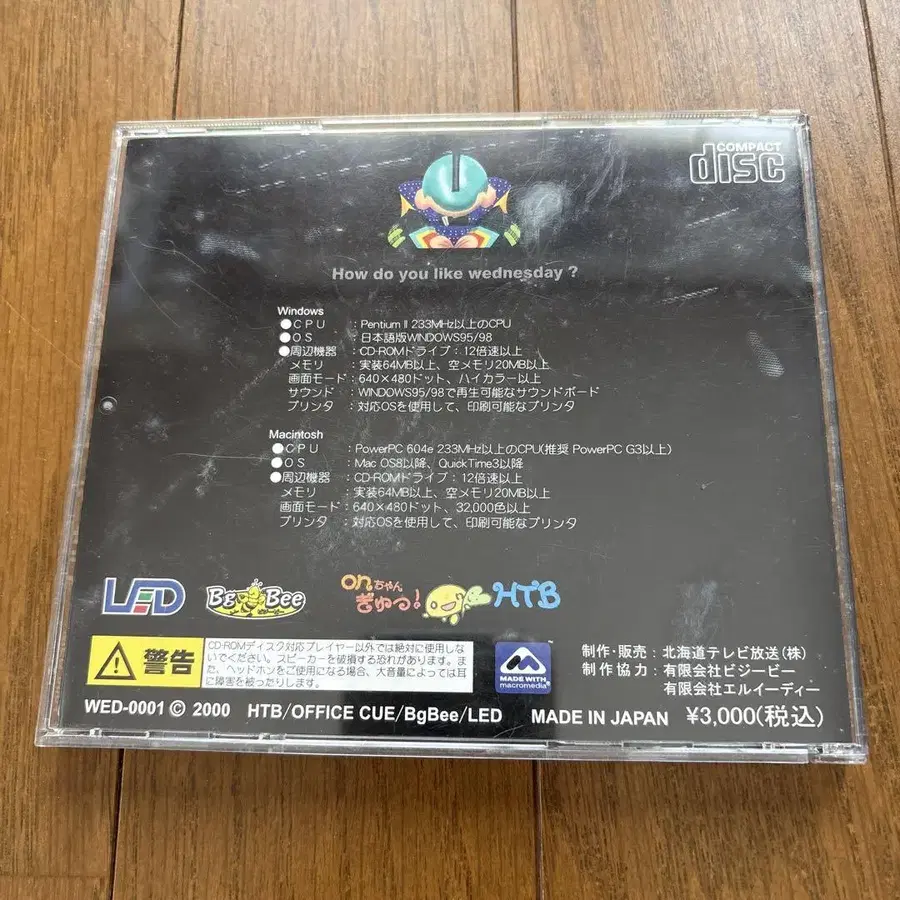 COMPACT
disc
How do you like wednesday ?
Windows
●CPU ：Pentium II 233MHz以上のCPU
●OS ：日本語版WINDOWS95/98
●周辺機器 ：CD-ROMドライブ：12倍速以上
メモリ ：実装64MB以上、空メモリ20MB以上
画面モード：640×480ドット、ハイカラー以上
サウンド ：WINDOWS95/98で再生可能なサウンドボード
プリンタ ：対応OSを使用して、印刷可能なプリンタ
Macintosh
●CPU ：PowerPC 604e 233MHz以上のCPU(推奨 PowerPC G3以上)
●OS ：Mac OS8以降、QuickTime3以降
●周辺機器 ：CD-ROMドライブ：12倍速以上
メモリ ：実装64MB以上、空メモリ20MB以上
画面モード：640×480ドット、32,000色以上
プリンタ ：対応OSを使用して、印刷可能なプリンタ
LED
BgBee
onちゃん
ぎゅっ!
HTB
警告
CD-ROMディスク対応プレイヤー以外では絶対に使用しな
いでください。スピーカーを破損する恐れがあります。ま
た、ヘッドホンをご使用になる場合、大音量によっては耳
に障害を被ったりします。
MADE WITH
macromedia
制作・販売：北海道テレビ放送(株)
制作協力：有限会社ビジービー
有限会社エルイーディー
WED-0001 © 2000 HTB/OFFICE CUE/BgBee/LED MADE IN JAPAN ¥3,000(税込)